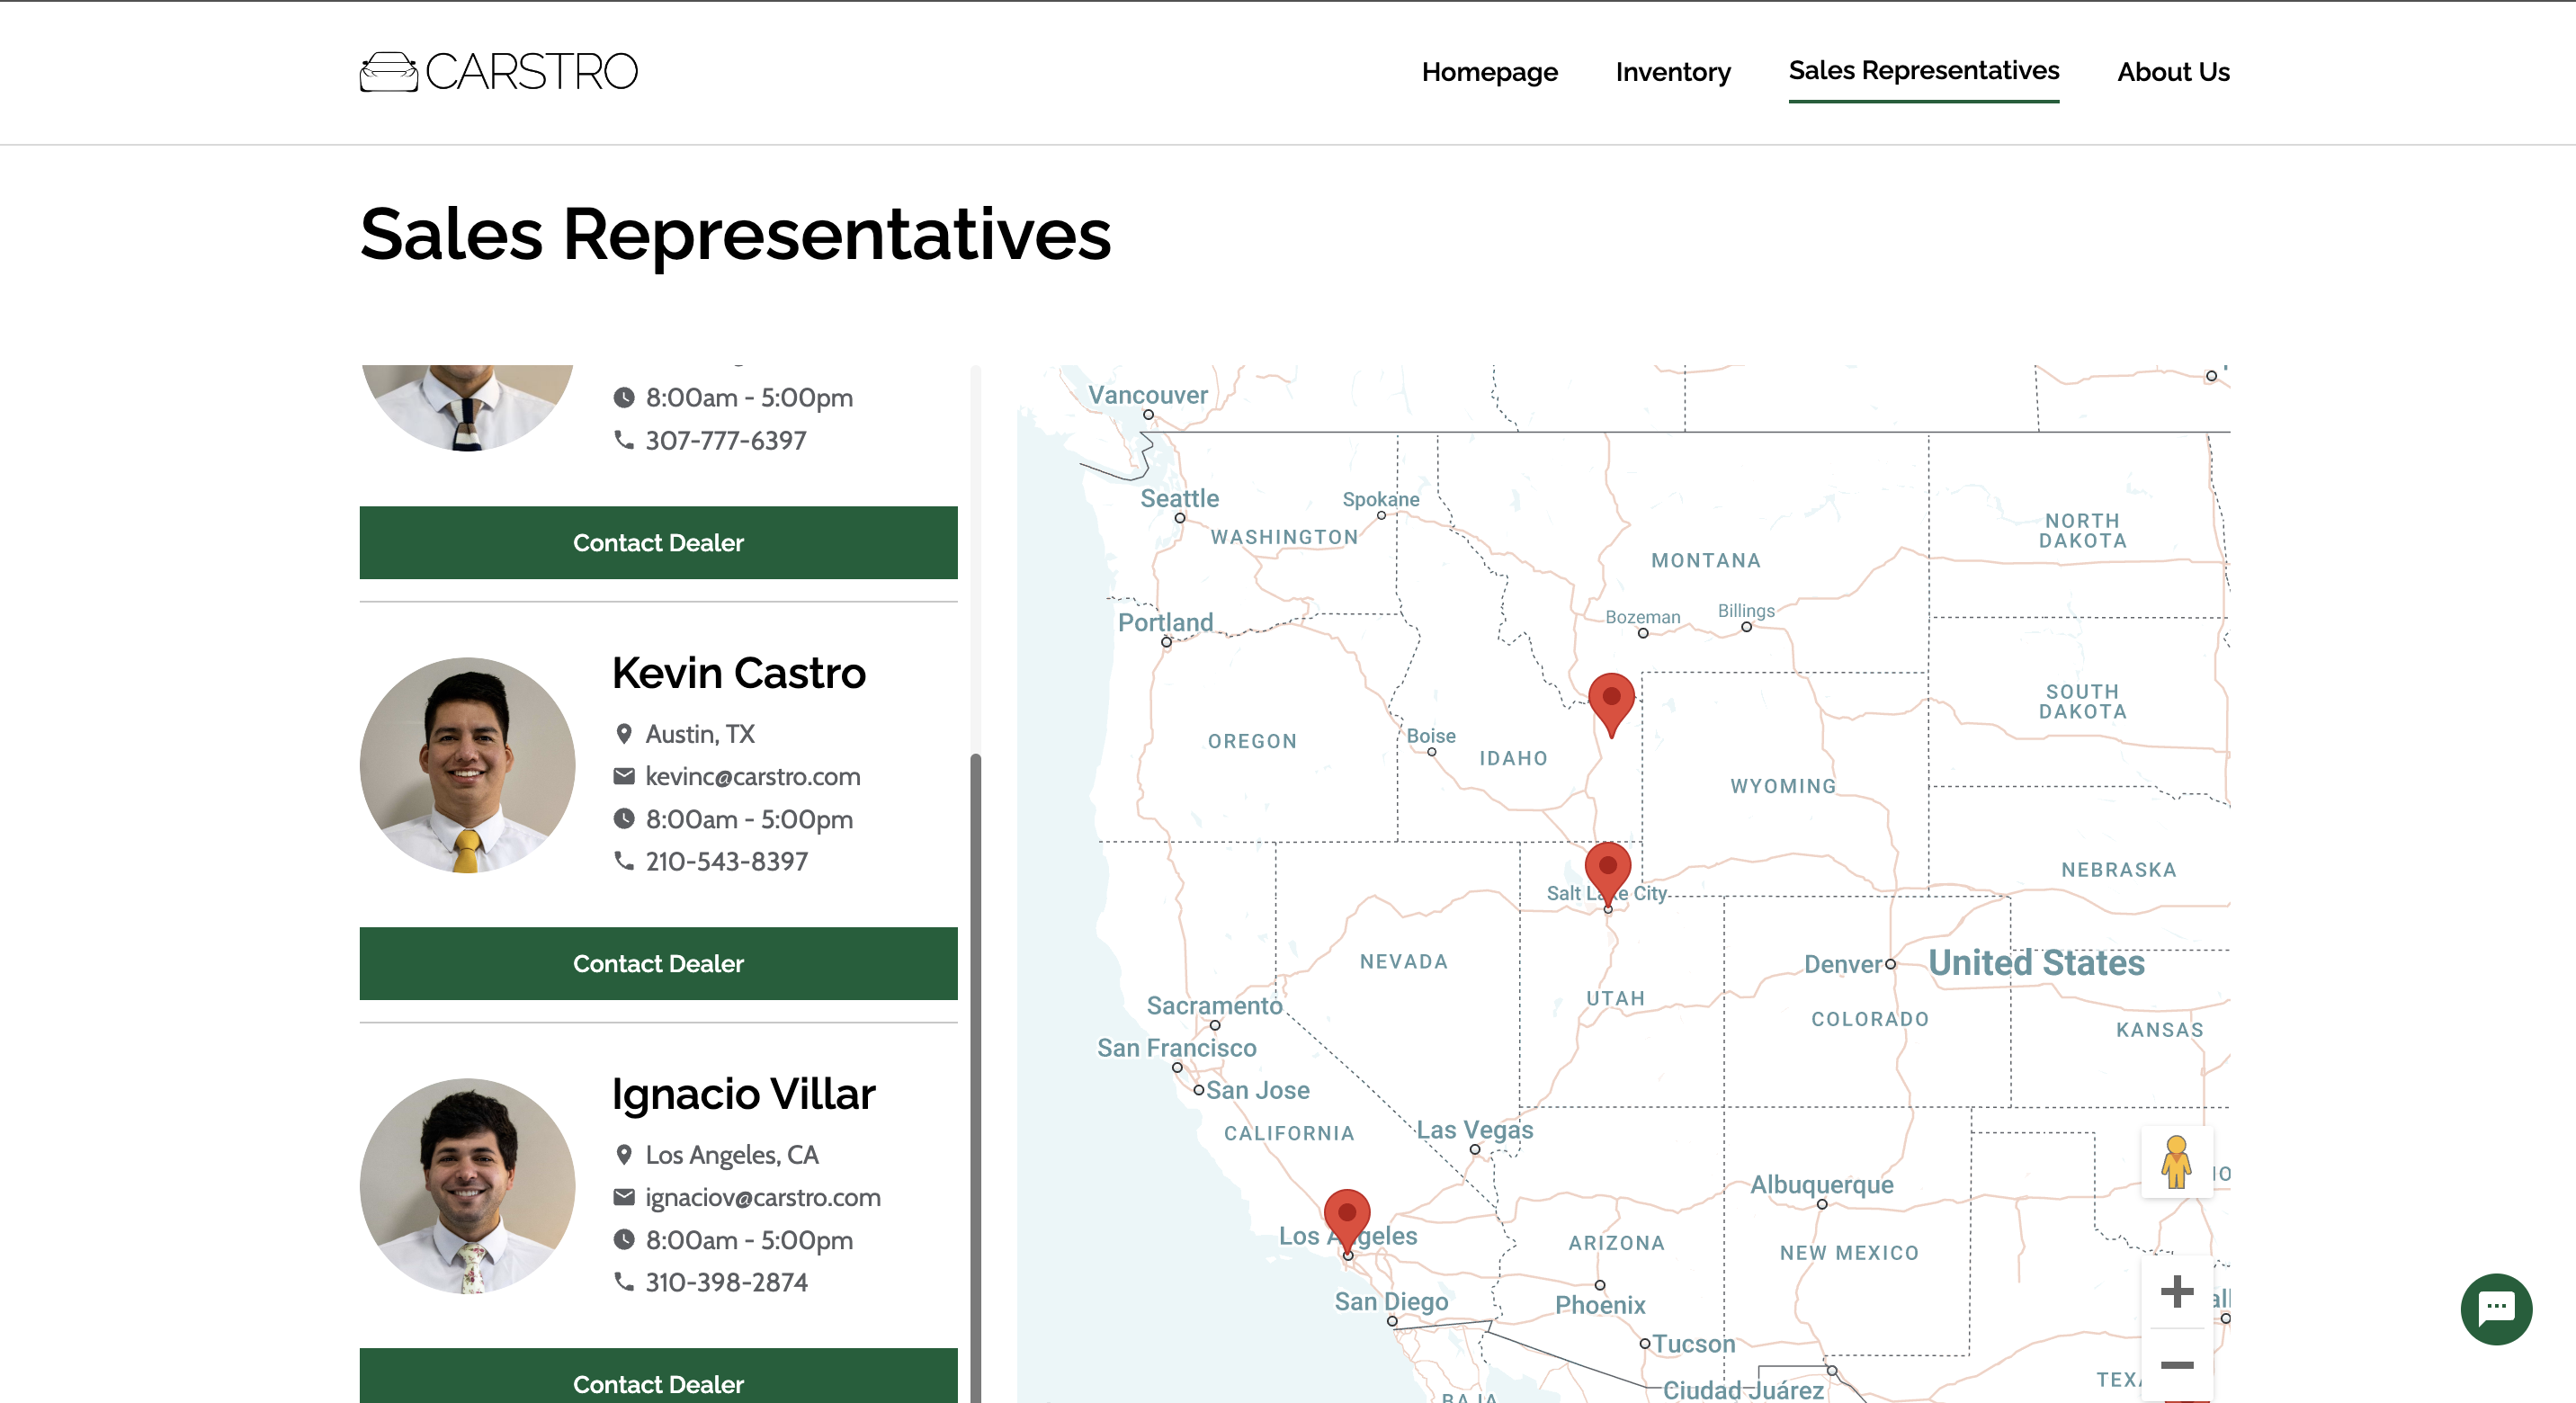 CARSTRO
Homepage
Inventory
Sales Representatives
About Us
Sales Representatives
8:00am - 5:00pm
307-777-6397
Contact Dealer
Kevin Castro
Austin, TX
kevinc@carstro.com
8:00am - 5:00pm
210-543-8397
Contact Dealer
Ignacio Villar
Los Angeles, CA
ignaciov@carstro.com
8:00am - 5:00pm
310-398-2874
Contact Dealer
Vancouver
Seattle
Spokane
WASHINGTON
NORTH
DAKOTA
MONTANA
Bozeman
Billings
Portland
SOUTH
DAKOTA
OREGON
Boise
IDAHO
WYOMING
NEBRASKA
Salt Lake City
NEVADA
Denver
United States
UTAH
COLORADO
KANSAS
Sacramento
San Francisco
San Jose
CALIFORNIA
Las Vegas
Albuquerque
Los Angeles
ARIZONA
NEW MEXICO
San Diego
Phoenix
Tucson
Ciudad Juárez